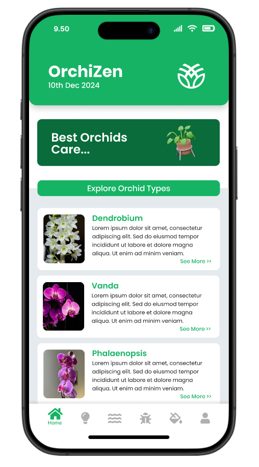 9.50
OrchiZen
10th Dec 2024
Best Orchids
Care...
Explore Orchid Types
Dendrobium
Lorem ipsum dolor sit amet, consectetur
adipiscing elit. Sed do eiusmod tempor
incididunt ut labore et dolore magna
aliqua. Ut enim ad minim veniam.
See More >>
Vanda
Lorem ipsum dolor sit amet, consectetur
adipiscing elit. Sed do eiusmod tempor
incididunt ut labore et dolore magna
aliqua. Ut enim ad minim veniam.
See More >>
Phalaenopsis
Lorem ipsum dolor sit amet, consectetur
adipiscing elit. Sed do eiusmod tempor
incididunt ut labore et dolore magna
aliqua. Ut enim ad minim veniam.
See More >>
Home